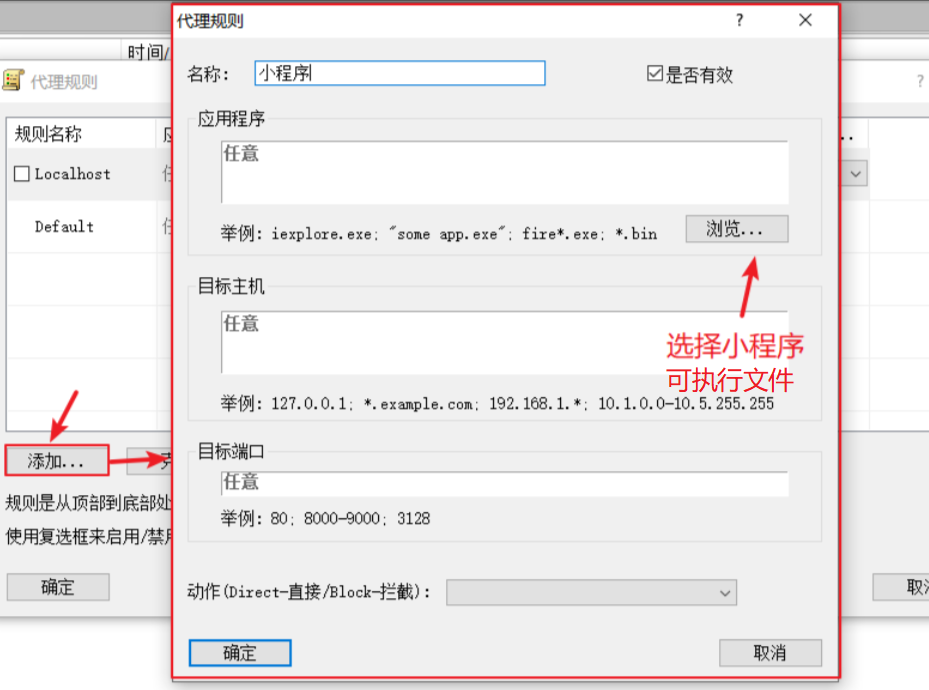 代理规则
?
时间/
名称：
小程序
是否有效
代理规则
?
应用程序
规则名称
任意
Localhost
举例：iexplore.exe; "some app.exe"; fire*.exe; *.bin
浏览...
Default
目标主机
任意
选择小程序
可执行文件
举例：127.0.0.1; *.example.com; 192.168.1.*; 10.1.0.0-10.5.255.255
目标端口
添加...
任意
规则是从顶部到底部处
举例：80; 8000-9000; 3128
使用复选框来启用/禁用
确定
动作(Direct-直接/Block-拦截)：
取消
确定
取消